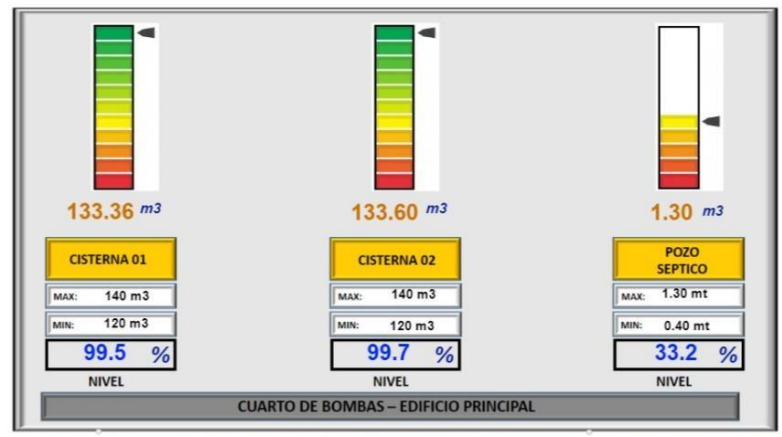 133.36 m3
133.60 m3
1.30 m3
CISTERNA 01
CISTERNA 02
POZO
SEPTICO
MAX: 140 m3
MAX: 140 m3
MAX: 1.30 mt
MIN: 120 m3
MIN: 120 m3
MIN: 0.40 mt
99.5 %
99.7 %
33.2 %
NIVEL
NIVEL
NIVEL
CUARTO DE BOMBAS – EDIFICIO PRINCIPAL